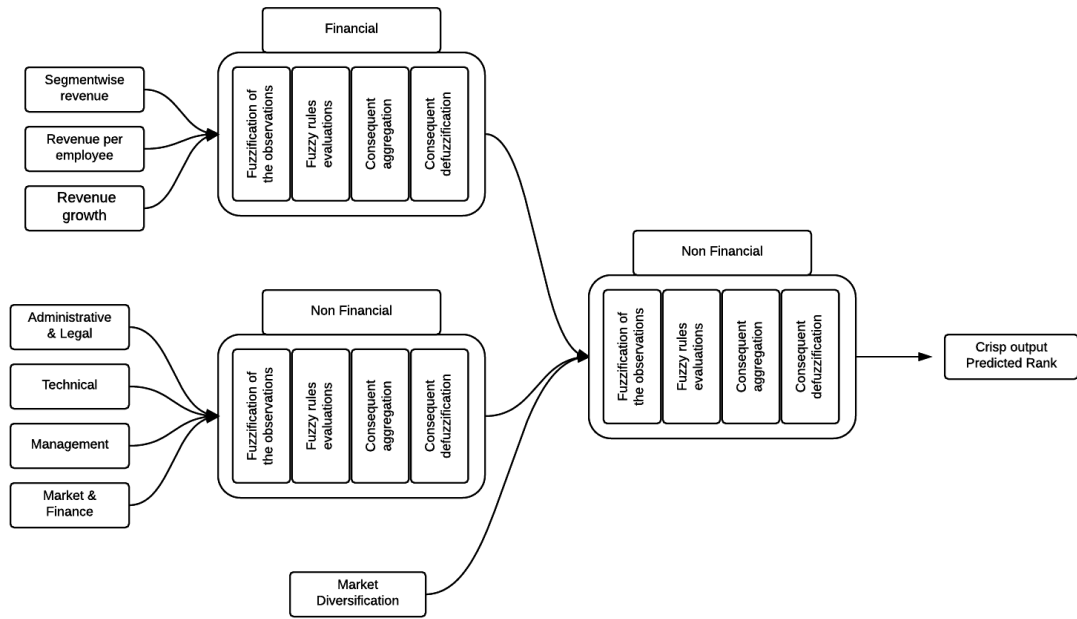 Financial
Segmentwise
revenue
Revenue per
employee
Revenue
growth
Fuzzification of
the observations
Fuzzy rules
evaluations
Consequent
aggregation
Consequent
defuzzification
Non Financial
Administrative
& Legal
Technical
Management
Market &
Finance
Fuzzification of
the observations
Fuzzy rules
evaluations
Consequent
aggregation
Consequent
defuzzification
Market
Diversification
Non Financial
Fuzzification of
the observations
Fuzzy rules
evaluations
Consequent
aggregation
Consequent
defuzzification
Crisp output
Predicted Rank